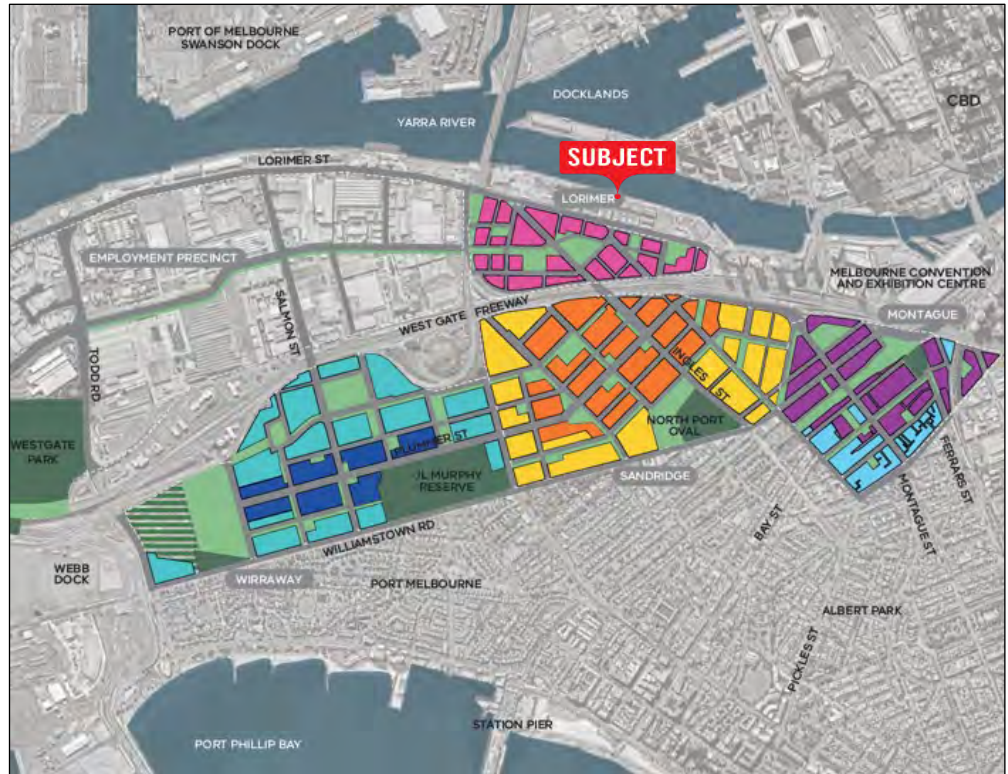 PORT OF MELBOURNE
SWANSON DOCK
CBD
DOCKLANDS
YARRA RIVER
SUBJECT
LORIMER ST
LORIMER
EMPLOYMENT PRECINCT
MELBOURNE CONVENTION
AND EXHIBITION CENTRE
SALMON ST
WEST GATE FREEWAY
MONTAGUE
TODD RD
INGLES ST
WESTGATE
PARK
PLUMMER ST
NORTH PORT
OVAL
FERRARS ST
JL MURPHY
RESERVE
SANDRIDGE
MONTAGUE ST
WILLIAMSTOWN RD
BAY ST
WEBB
DOCK
WIRRAWAY
PORT MELBOURNE
ALBERT PARK
PICKLES ST
STATION PIER
PORT PHILLIP BAY